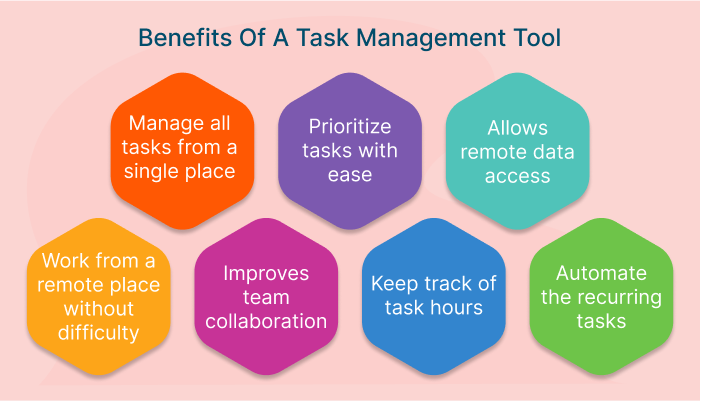 Benefits Of A Task Management Tool
Manage all
tasks from a
single place
Prioritize
tasks with
ease
Allows
remote data
access
Work from a
remote place
without
difficulty
Improves
team
collaboration
Keep track of
task hours
Automate
the recurring
tasks